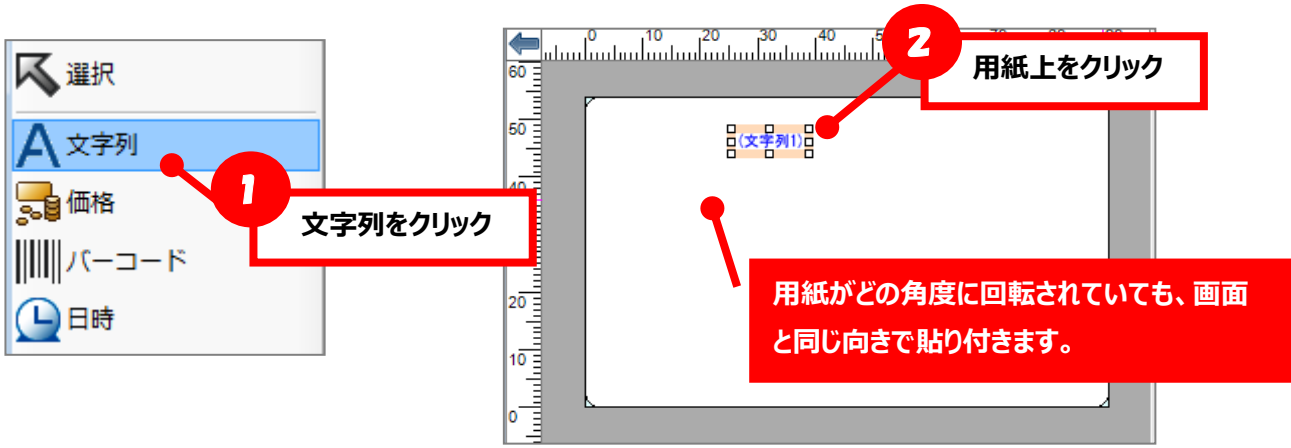 選択
文字列
価格
バーコード
日時
1
文字列をクリック
0 10 20 30 40
60
50
40
20
10
0
(文字列1)
2
用紙上をクリック
用紙がどの角度に回転されていても、画面
と同じ向きで貼り付きます。